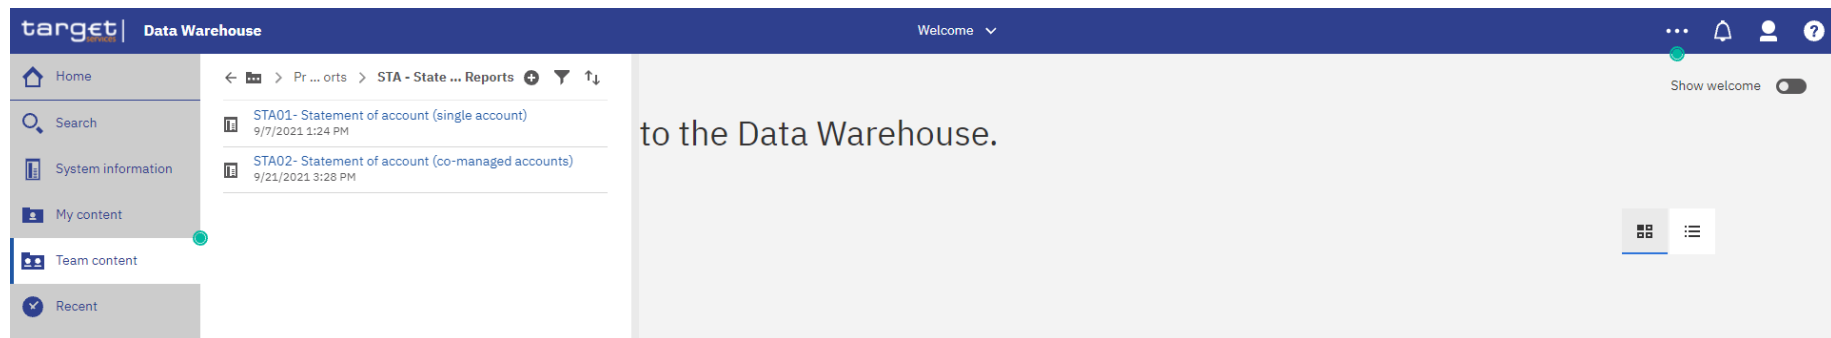 target services | Data Warehouse
Welcome
Home
Search
System information
My content
Team content
Recent
Pr ... orts > STA - State ... Reports
STA01- Statement of account (single account)
9/7/2021 1:24 PM
STA02- Statement of account (co-managed accounts)
9/21/2021 3:28 PM
Show welcome
to the Data Warehouse.